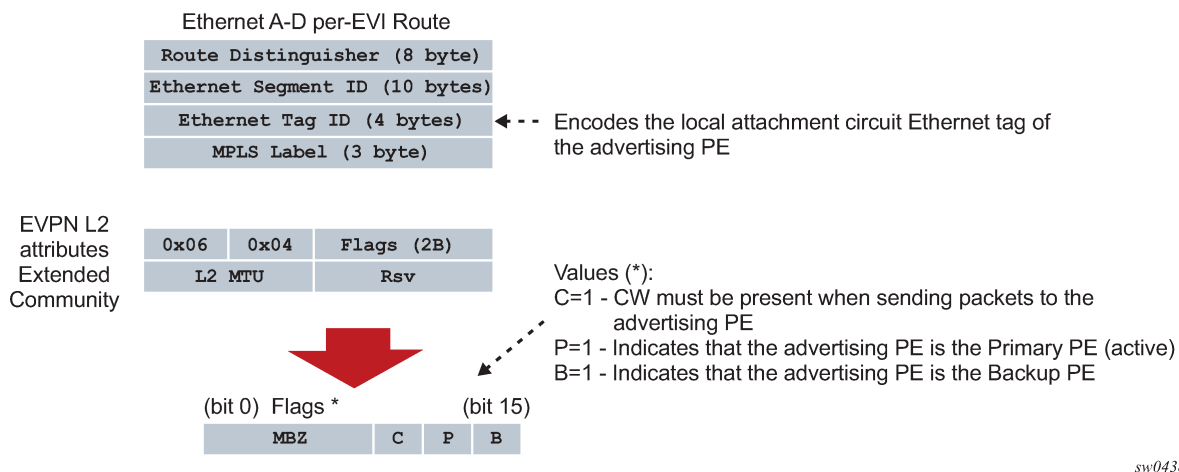 Ethernet A-D per-EVI Route
Route Distinguisher (8 byte)
Ethernet Segment ID (10 bytes)
Ethernet Tag ID (4 bytes)
MPLS Label (3 byte)
Encodes the local attachment circuit Ethernet tag of
the advertising PE
EVPN L2
attributes
Extended
Community
0x06 0x04 Flags (2B)
L2 MTU Rsv
Values (*):
C=1 - CW must be present when sending packets to the
advertising PE
P=1 - Indicates that the advertising PE is the Primary PE (active)
B=1 - Indicates that the advertising PE is the Backup PE
(bit 0) Flags * (bit 15)
MBZ C P B